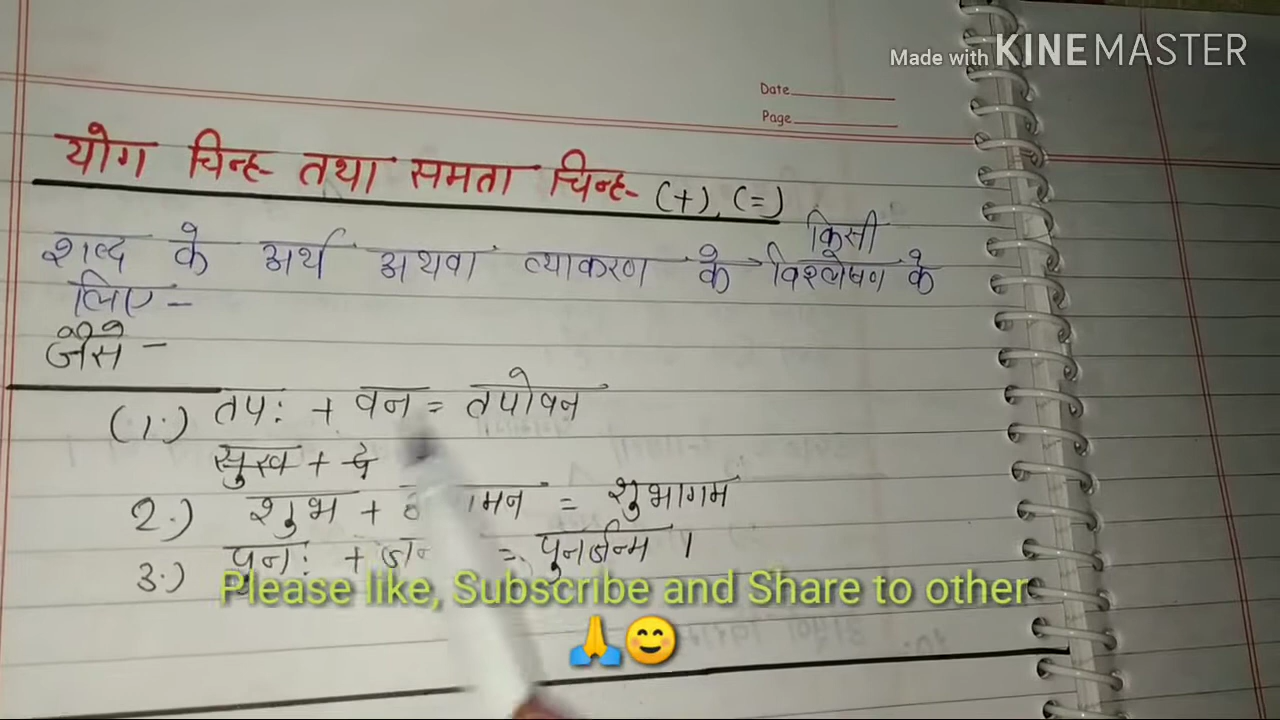 Made with KINEMASTER
Date
Page
योग चिन्ह तथा समता चिन्ह- (+), (=)
किसी
शब्द के अर्थ अथवा व्याकरण के विश्लेषण के
लिए -
जैसे -
(1.) तप: + वन = तपोवन
सुख + दे
2.) शुभ + मन = शुभागम
3.) पुन: + जन = पुनर्जन्म ।
Please like, Subscribe and Share to other
🙏😊